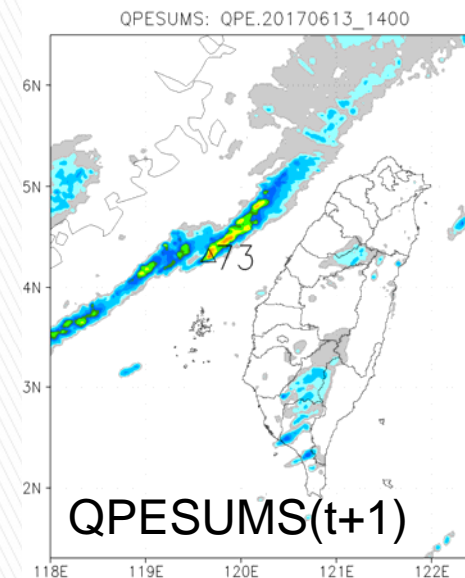 QPESUMS: QPE.20170613_1400
6N
5N
73
4N
3N
2N
QPESUMS(t+1)
118E 119E 120E 121E 122E